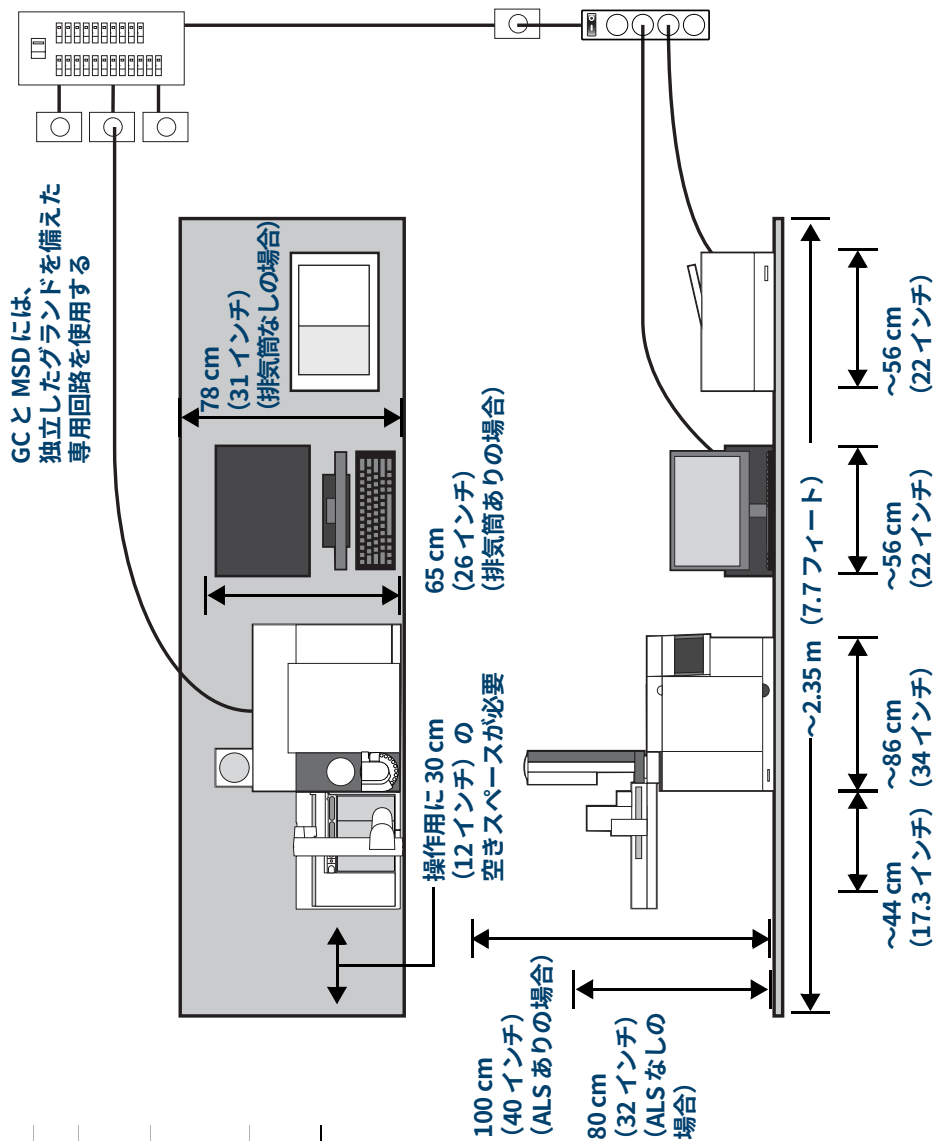 GC と MSD には、
独立したグランドを備えた
専用回路を使用する
78 cm
(31 インチ)
(排気筒なしの場合)
65 cm
(26 インチ)
(排気筒ありの場合)
操作用に 30 cm
(12 インチ) の
空きスペースが必要
100 cm
(40 インチ)
(ALS ありの場合)
80 cm
(32 インチ)
(ALS なしの
場合)
～2.35 m (7.7 フィート)
～44 cm
(17.3 インチ)
～86 cm
(34 インチ)
～56 cm
(22 インチ)
～56 cm
(22 インチ)